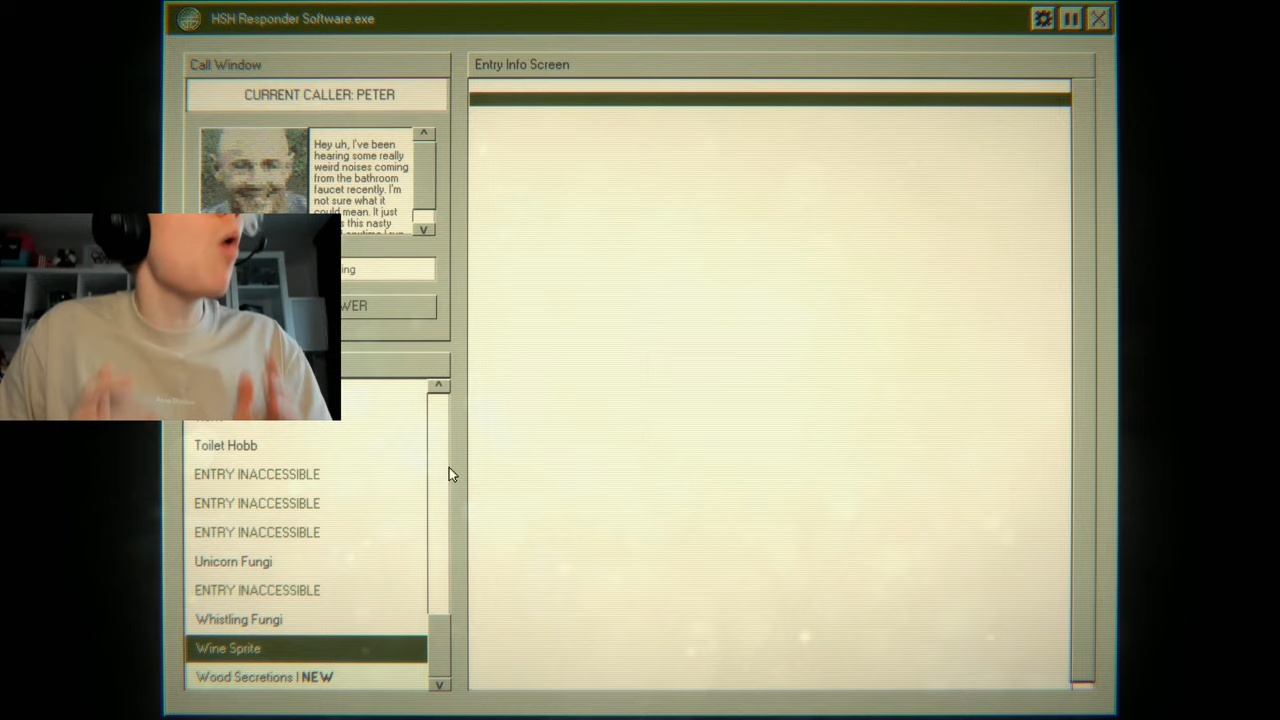 HSH Responder Software.exe
Call Window
CURRENT CALLER: PETER
Hey uh, I've been
hearing some really
weird noises coming
from the bathroom
faucet recently. I'm
not sure what it
could mean. It just
this nasty
WER
Toilet Hobb
ENTRY INACCESSIBLE
ENTRY INACCESSIBLE
ENTRY INACCESSIBLE
Unicorn Fungi
ENTRY INACCESSIBLE
Whistling Fungi
Wine Sprite
Wood Secretions | NEW
Entry Info Screen